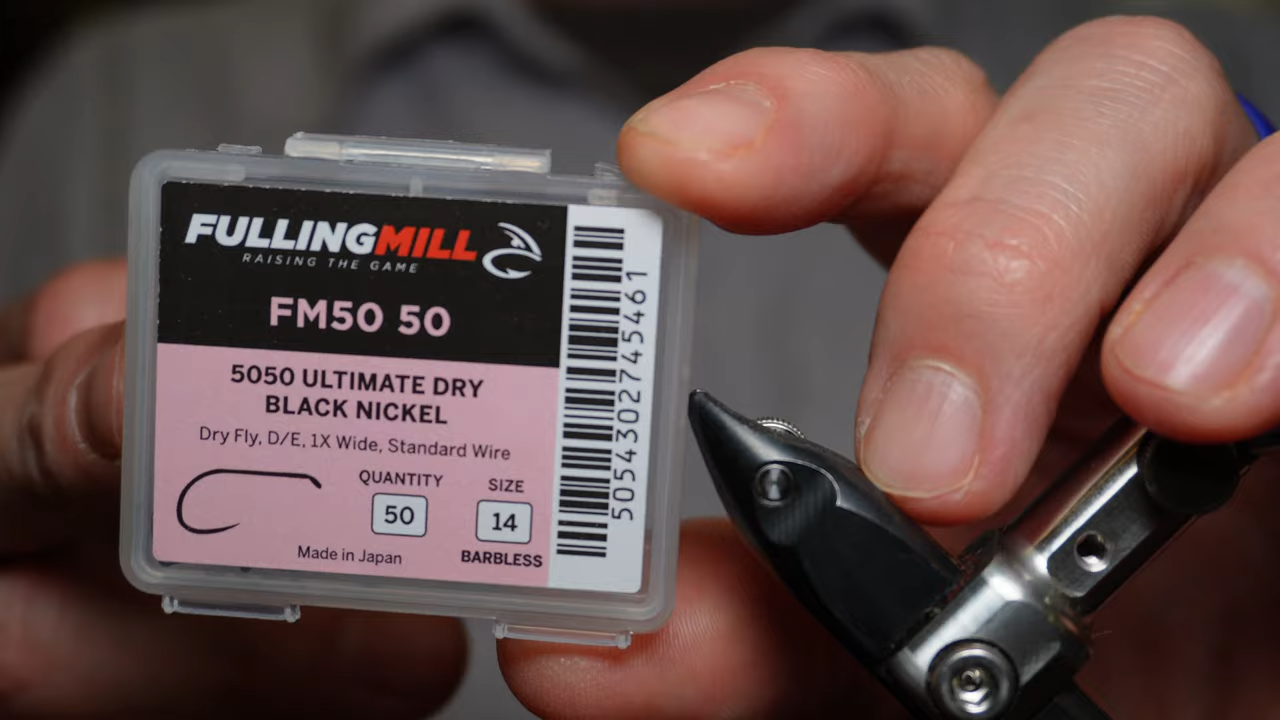 FULLINGMILL
RAISING THE GAME
FM50 50
5050 ULTIMATE DRY
BLACK NICKEL
Dry Fly, D/E, 1X Wide, Standard Wire
QUANTITY
50
SIZE
14
BARBLESS
Made in Japan
5054302745461